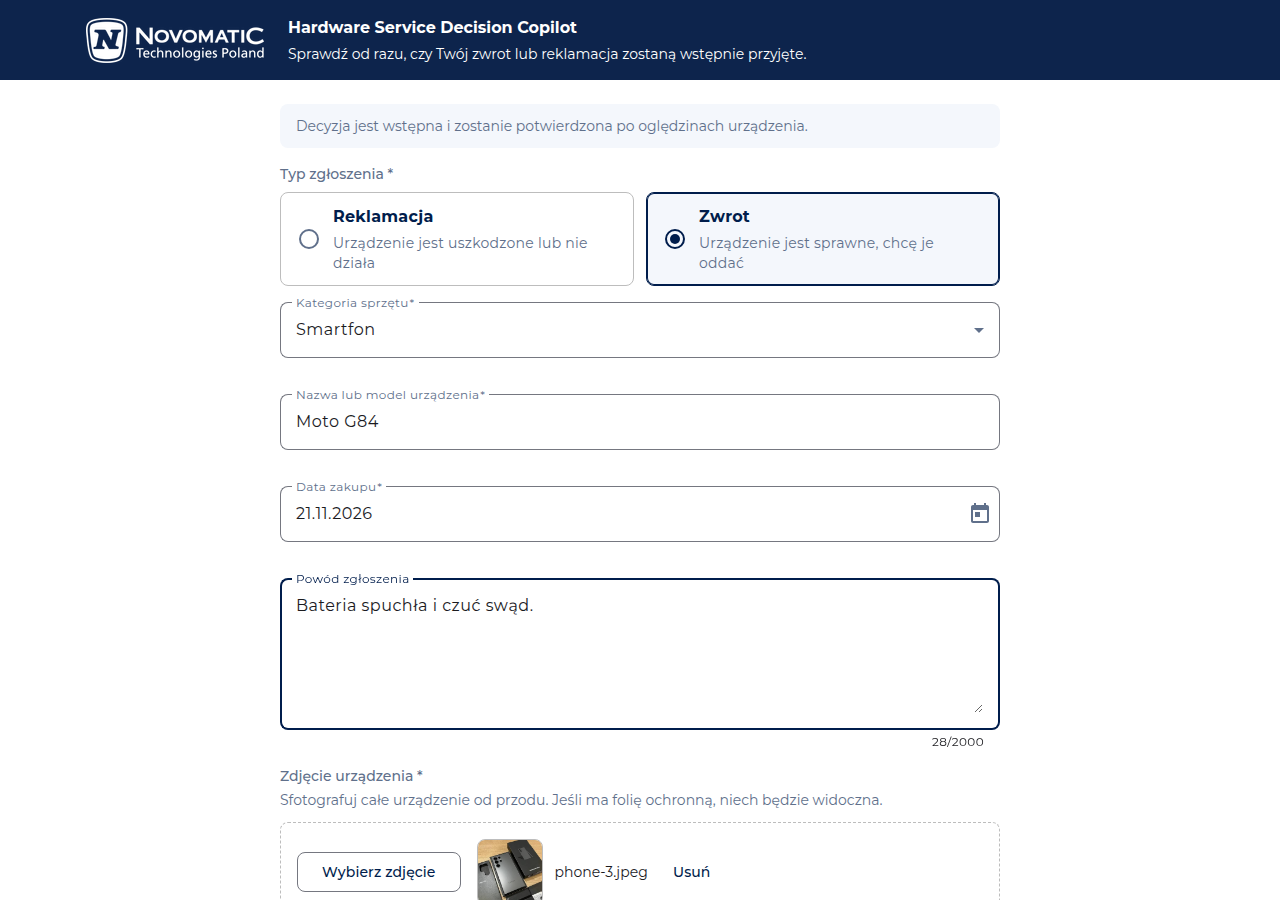 NOVOMATIC
Technologies Poland
Hardware Service Decision Copilot
Sprawdź od razu, czy Twój zwrot lub reklamacja zostaną wstępnie przyjęte.
Decyzja jest wstępna i zostanie potwierdzona po oględzinach urządzenia.
Typ zgłoszenia *
Reklamacja
Urządzenie jest uszkodzone lub nie
działa
Zwrot
Urządzenie jest sprawne, chcę je
oddać
Kategoria sprzętu*
Smartfon
Nazwa lub model urządzenia*
Moto G84
Data zakupu*
21.11.2026
Powód zgłoszenia
Bateria spuchła i czuć swąd.
28/2000
Zdjęcie urządzenia *
Sfotografuj całe urządzenie od przodu. Jeśli ma folię ochronną, niech będzie widoczna.
Wybierz zdjęcie
phone-3.jpeg
Usuń